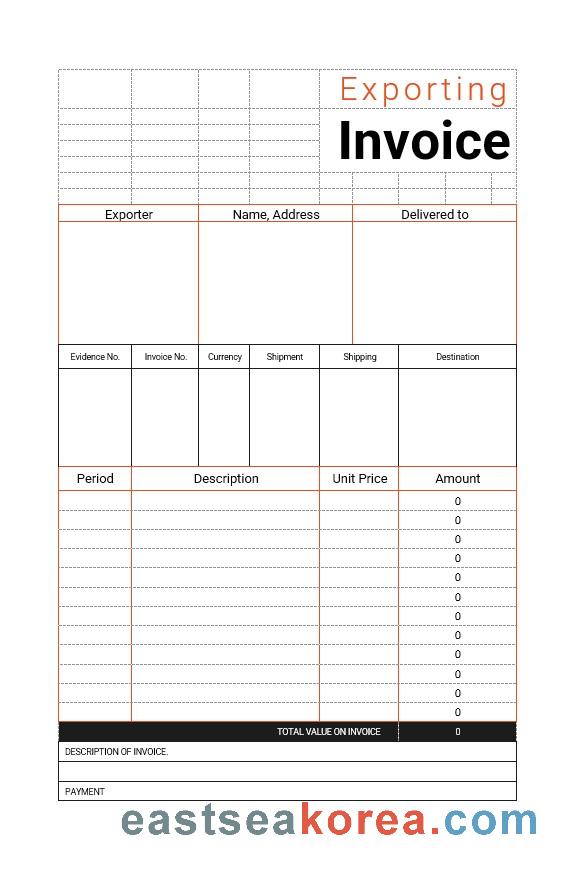 Exporting
Invoice
Exporter Name, Address Delivered to
Evidence No. Invoice No. Currency Shipment Shipping Destination
Period Description Unit Price Amount
0
0
0
0
0
0
0
0
0
0
0
0
TOTAL VALUE ON INVOICE 0
DESCRIPTION OF INVOICE.
PAYMENT
eastseakorea.com